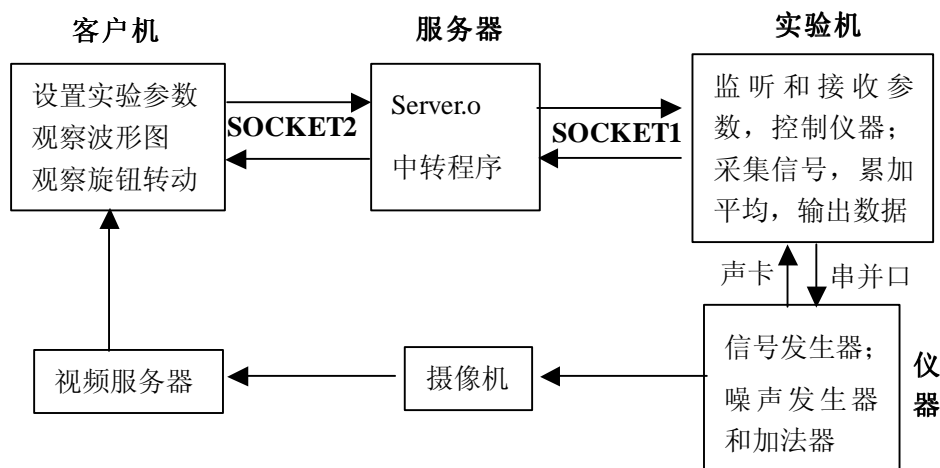 客户机
服务器
实验机
设置实验参数
观察波形图
观察旋钮转动
SOCKET2
Server.o
中转程序
SOCKET1
监听和接收参
数，控制仪器；
采集信号，累加
平均，输出数据
声卡
串并口
视频服务器
摄像机
信号发生器；
噪声发生器
和加法器
仪
器